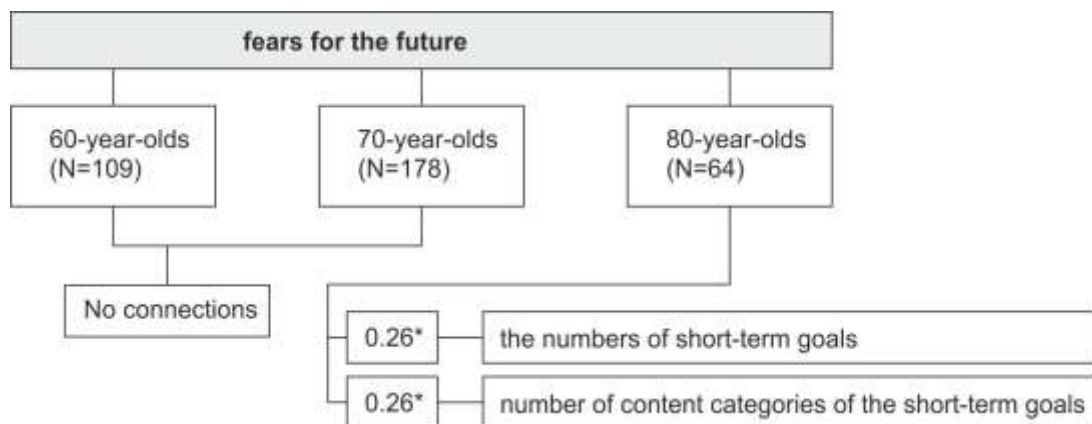 fears for the future
60-year-olds
(N=109)
70-year-olds
(N=178)
80-year-olds
(N=64)
No connections
0.26*
the numbers of short-term goals
0.26*
number of content categories of the short-term goals